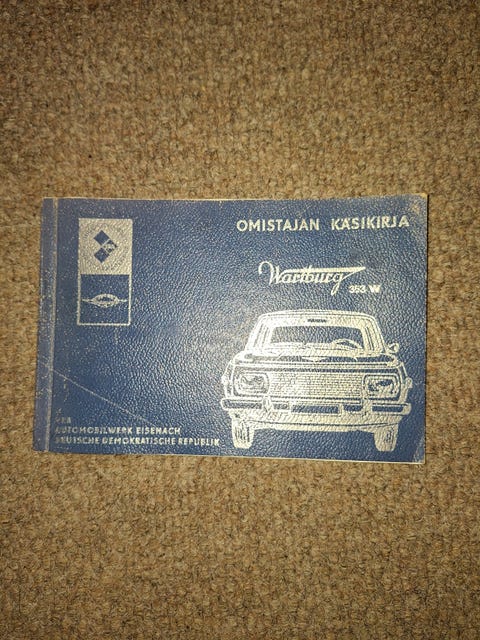 OMISTAJAN KÄSIKIRJA
Wartburg
353 W
VEB
AUTOMOBILWERK EISENACH
DEUTSCHE DEMOKRATISCHE REPUBLIK